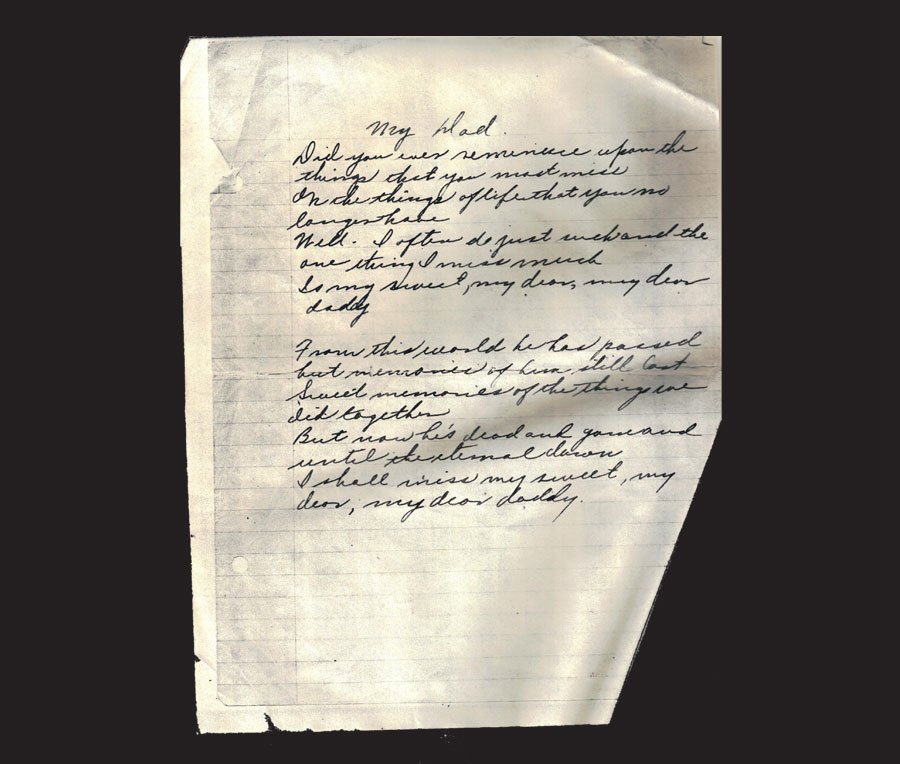 My Dad.
Did you ever reminisce upon the
things that you most miss
On the things of life that you no
longer have
Well. I often do just such and the
one thing I miss much
Is my sweet, my dear, my dear
daddy
From this world he has passed
but memories of him still last
Sweet memories of the things we
did together
But now he's dead and gone and
until the eternal dawn
I shall miss my sweet, my
dear, my dear daddy.